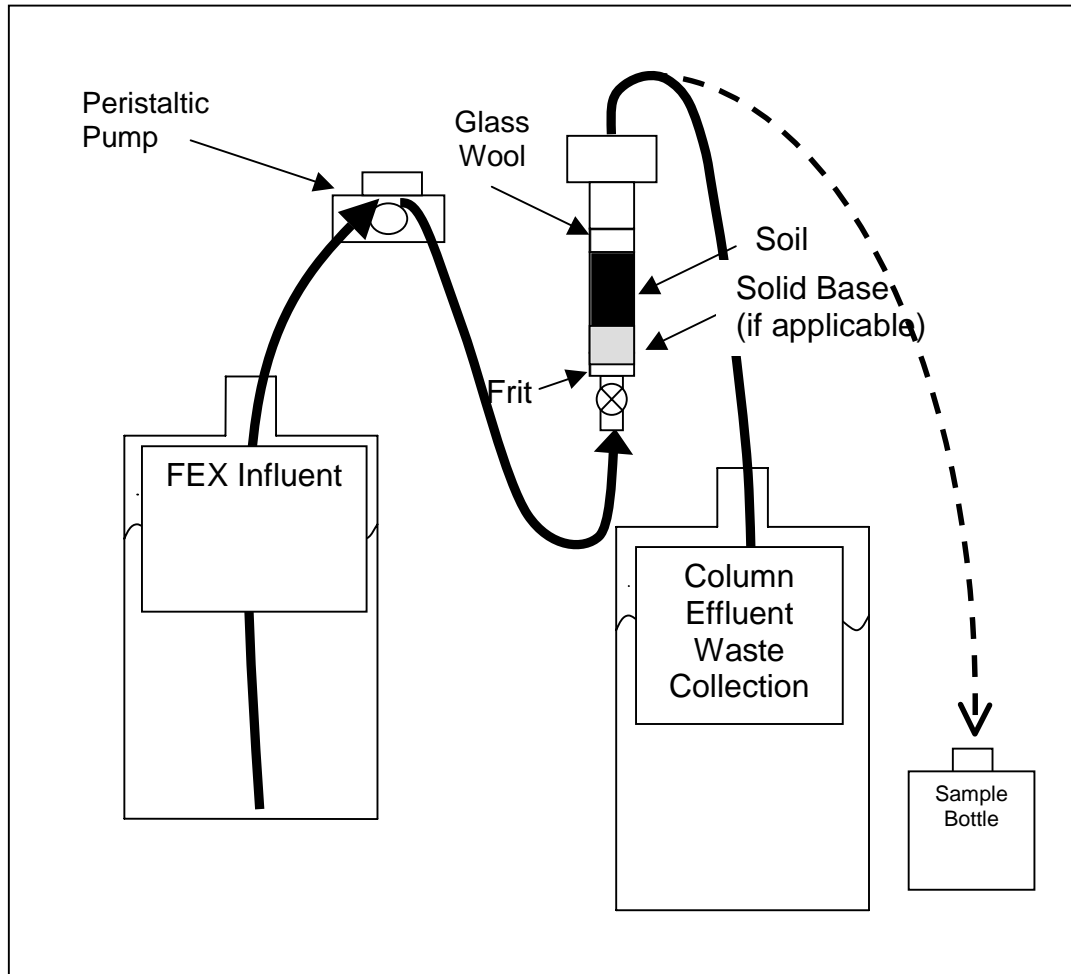 Peristaltic
Pump
Glass
Wool
Soil
Solid Base
(if applicable)
Frit
FEX Influent
Column
Effluent
Waste
Collection
Sample
Bottle